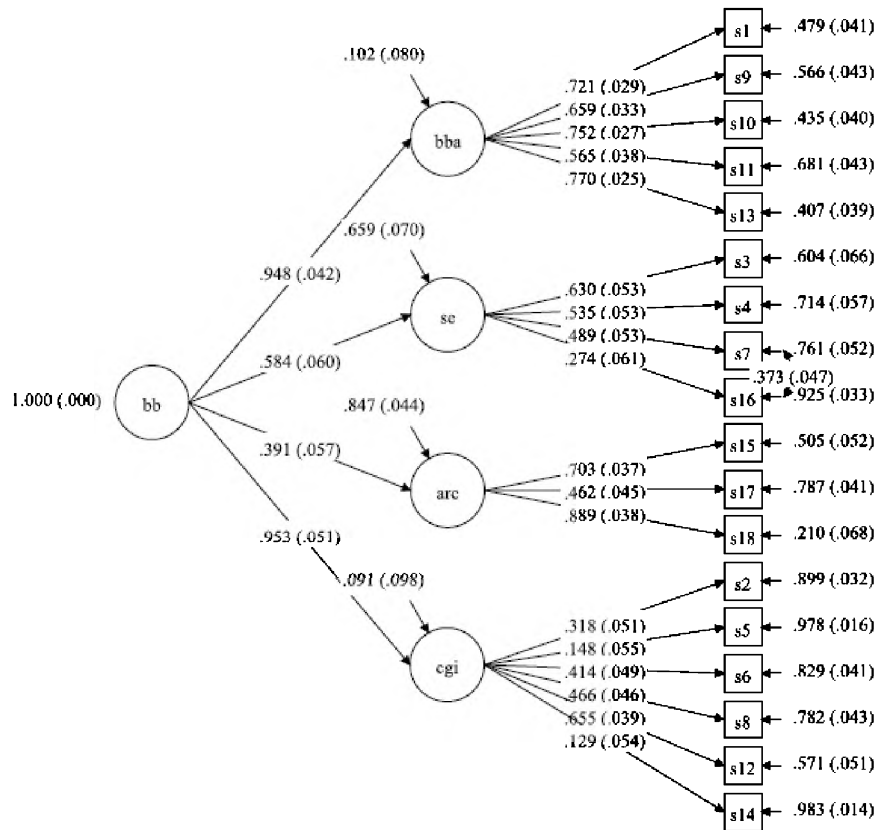 s1 .479 (.041)
.102 (.080)
s9 .566 (.043)
.721 (.029)
.659 (.033)
s10 .435 (.040)
.752 (.027)
bba
.565 (.038)
s11 .681 (.043)
.770 (.025)
s13 .407 (.039)
.659 (.070)
s3 .604 (.066)
.948 (.042)
.630 (.053)
.535 (.053)
s4 .714 (.057)
se
.489 (.053)
s7 .761 (.052)
.274 (.061)
.373 (.047)
.584 (.060)
s16 .925 (.033)
1.000 (.000) bb
.847 (.044)
s15 .505 (.052)
.391 (.057)
.703 (.037)
.462 (.045)
arc
s17 .787 (.041)
.889 (.038)
s18 .210 (.068)
.953 (.051)
s2 .899 (.032)
.091 (.098)
.318 (.051)
s5 .978 (.016)
.148 (.055)
.414 (.049)
cgi
s6 .829 (.041)
.466 (.046)
.655 (.039)
s8 .782 (.043)
.129 (.054)
s12 .571 (.051)
s14 .983 (.014)